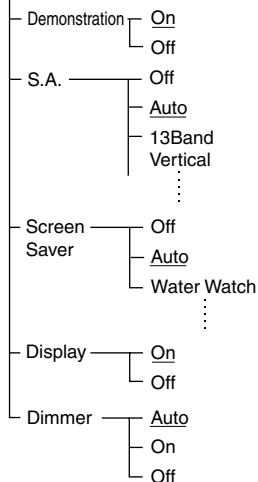 Demonstration On
Off
S.A. Off
Auto
13Band
Vertical
Screen Off
Saver Auto
Water Watch
Display On
Off
Dimmer Auto
On
Off